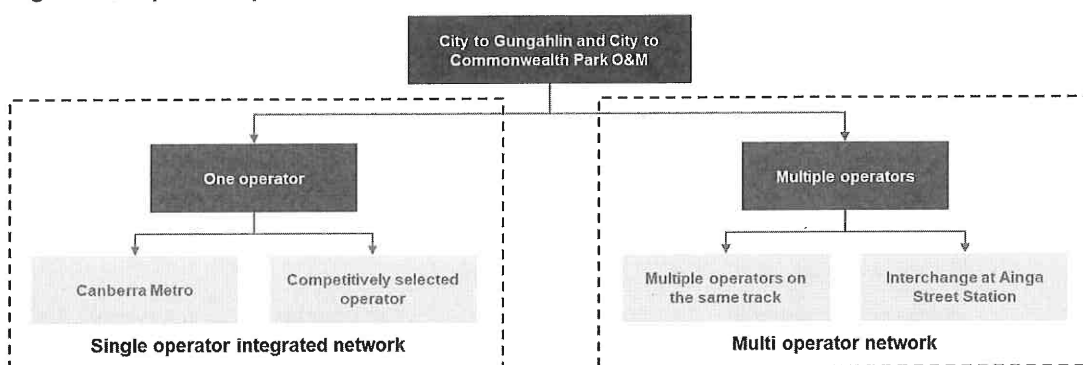 City to Gungahlin and City to
Commonwealth Park O&M
One operator
Multiple operators
Canberra Metro
Competitively selected
operator
Multiple operators on
the same track
Interchange at Ainga
Street Station
Single operator integrated network
Multi operator network